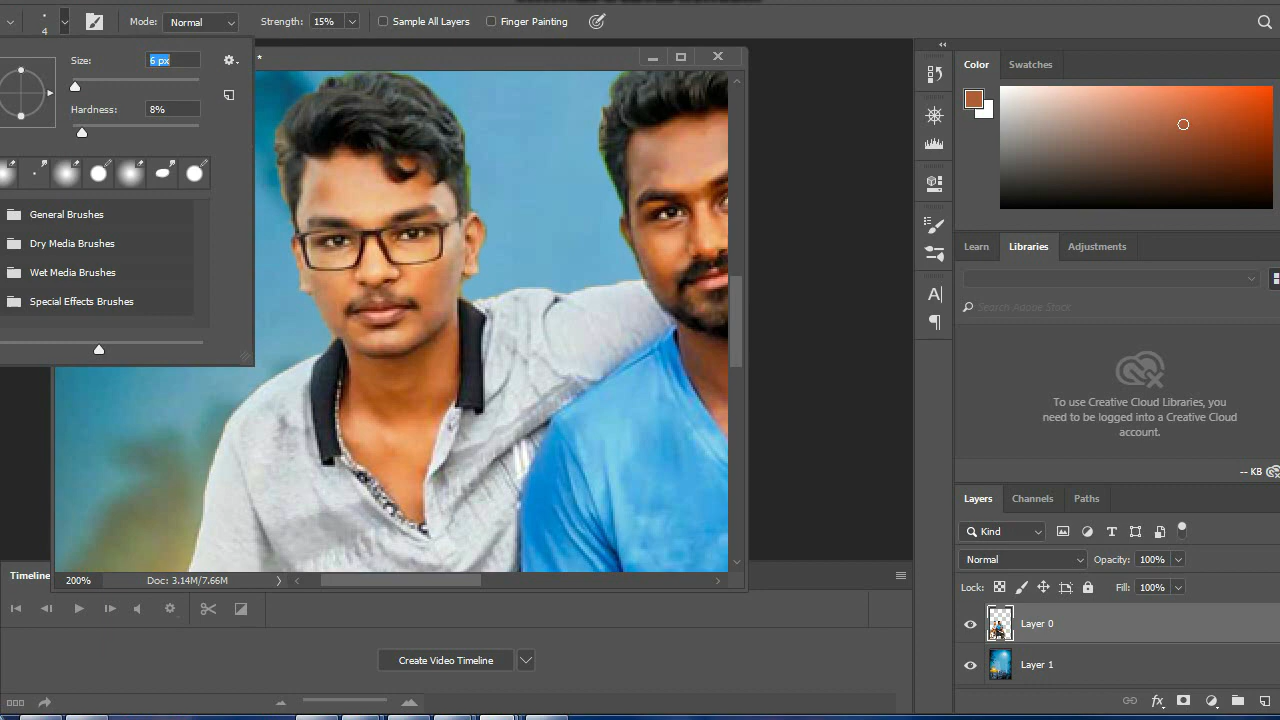 4 Mode: Normal Strength: 15% Sample All Layers Finger Painting
Size: 6 px
*
Hardness: 8%
General Brushes
Dry Media Brushes
Wet Media Brushes
Special Effects Brushes
200% Doc: 3.14M/7.66M
Timeline
Create Video Timeline
Color Swatches
Learn Libraries Adjustments
Search Adobe Stock
To use Creative Cloud Libraries, you
need to be logged into a Creative Cloud
account.
-- KB
Layers Channels Paths
Kind
Normal Opacity: 100%
Lock: Fill: 100%
Layer 0
Layer 1